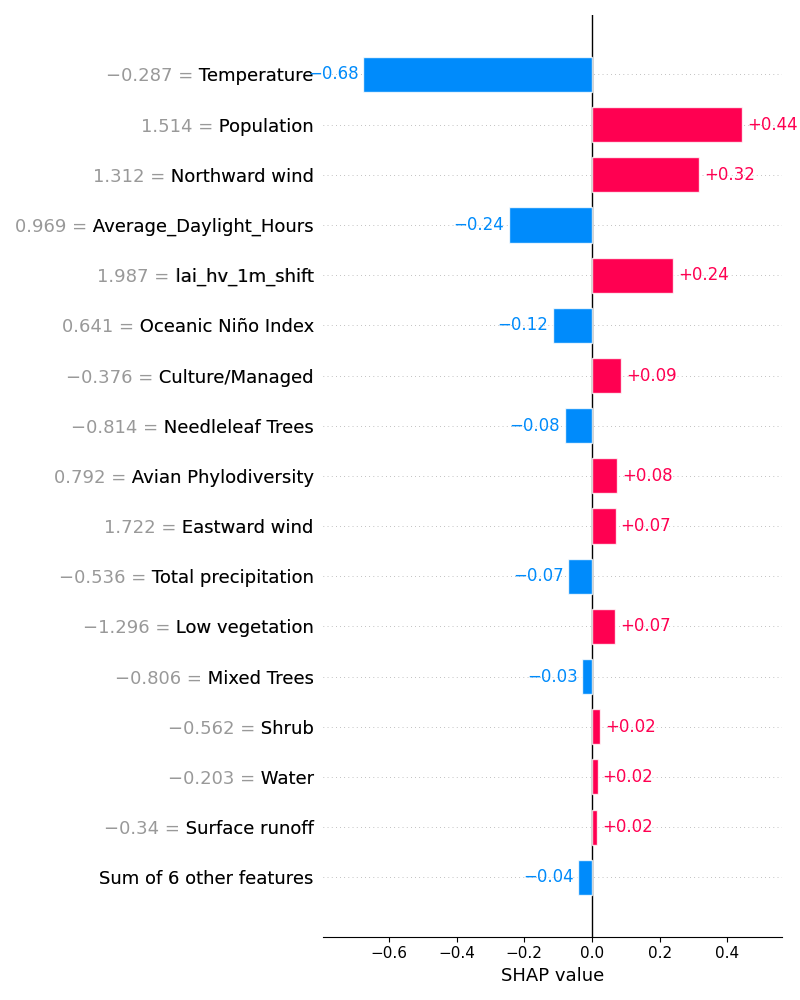 −0.287 = Temperature −0.68
1.514 = Population +0.44
1.312 = Northward wind +0.32
0.969 = Average_Daylight_Hours −0.24
1.987 = lai_hv_1m_shift +0.24
0.641 = Oceanic Niño Index −0.12
−0.376 = Culture/Managed +0.09
−0.814 = Needleleaf Trees −0.08
0.792 = Avian Phylodiversity +0.08
1.722 = Eastward wind +0.07
−0.536 = Total precipitation −0.07
−1.296 = Low vegetation +0.07
−0.806 = Mixed Trees −0.03
−0.562 = Shrub +0.02
−0.203 = Water +0.02
−0.34 = Surface runoff +0.02
Sum of 6 other features −0.04
−0.6 −0.4 −0.2 0.0 0.2 0.4
SHAP value